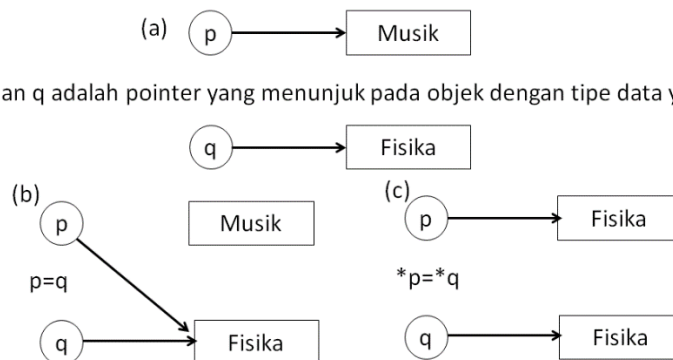 (a) p Musik
an q adalah pointer yang menunjuk pada objek dengan tipe data y
q Fisika
(b) p Musik
p=q
q Fisika
(c) p Fisika
*p=*q
q Fisika